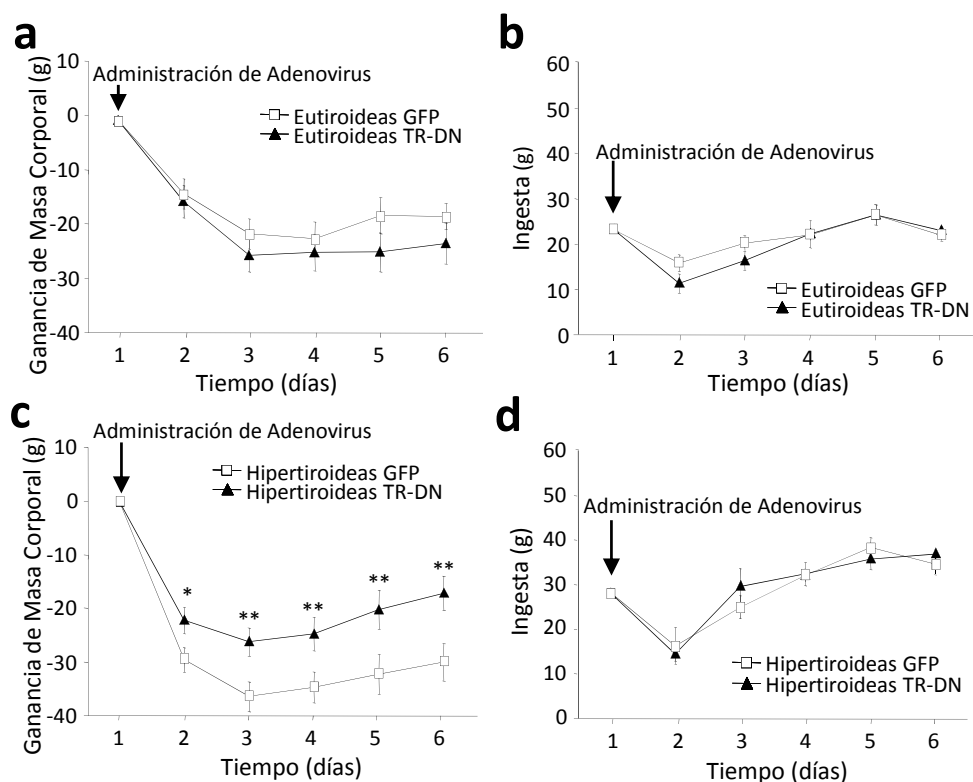 a
10
0
-10
-20
-30
-40
Ganancia de Masa Corporal (g)
Administración de Adenovirus
Eutiroideas GFP
Eutiroideas TR-DN
1 2 3 4 5 6
Tiempo (días)
b
60
50
40
30
20
10
0
Ingesta (g)
Administración de Adenovirus
Eutiroideas GFP
Eutiroideas TR-DN
1 2 3 4 5 6
Tiempo (días)
c
10
0
-10
-20
-30
-40
Ganancia de Masa Corporal (g)
Administración de Adenovirus
Hipertiroideas GFP
Hipertiroideas TR-DN
* ** ** ** **
1 2 3 4 5 6
Tiempo (días)
d
60
50
40
30
20
10
0
Ingesta (g)
Administración de Adenovirus
Hipertiroideas GFP
Hipertiroideas TR-DN
1 2 3 4 5 6
Tiempo (días)